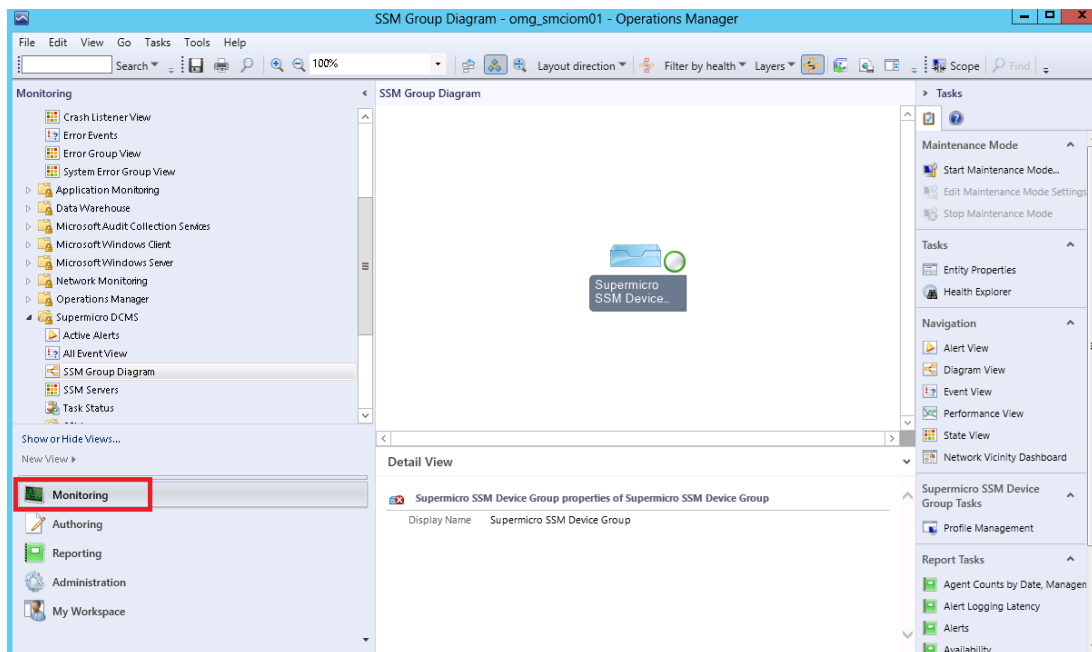 SSM Group Diagram - omg_smciom01 - Operations Manager
File Edit View Go Tasks Tools Help
Search 100% Layout direction Filter by health Layers Scope Find
Monitoring
Crash Listener View
Error Events
Error Group View
System Error Group View
Application Monitoring
Data Warehouse
Microsoft Audit Collection Services
Microsoft Windows Client
Microsoft Windows Server
Network Monitoring
Operations Manager
Supermicro DCMS
Active Alerts
All Event View
SSM Group Diagram
SSM Servers
Task Status
Show or Hide Views...
New View
Monitoring
Authoring
Reporting
Administration
My Workspace
SSM Group Diagram
Supermicro
SSM Device...
Detail View
Supermicro SSM Device Group properties of Supermicro SSM Device Group
Display Name Supermicro SSM Device Group
Tasks
Maintenance Mode
Start Maintenance Mode...
Edit Maintenance Mode Settings
Stop Maintenance Mode
Tasks
Entity Properties
Health Explorer
Navigation
Alert View
Diagram View
Event View
Performance View
State View
Network Vicinity Dashboard
Supermicro SSM Device
Group Tasks
Profile Management
Report Tasks
Agent Counts by Date, Managen
Alert Logging Latency
Alerts
Availability